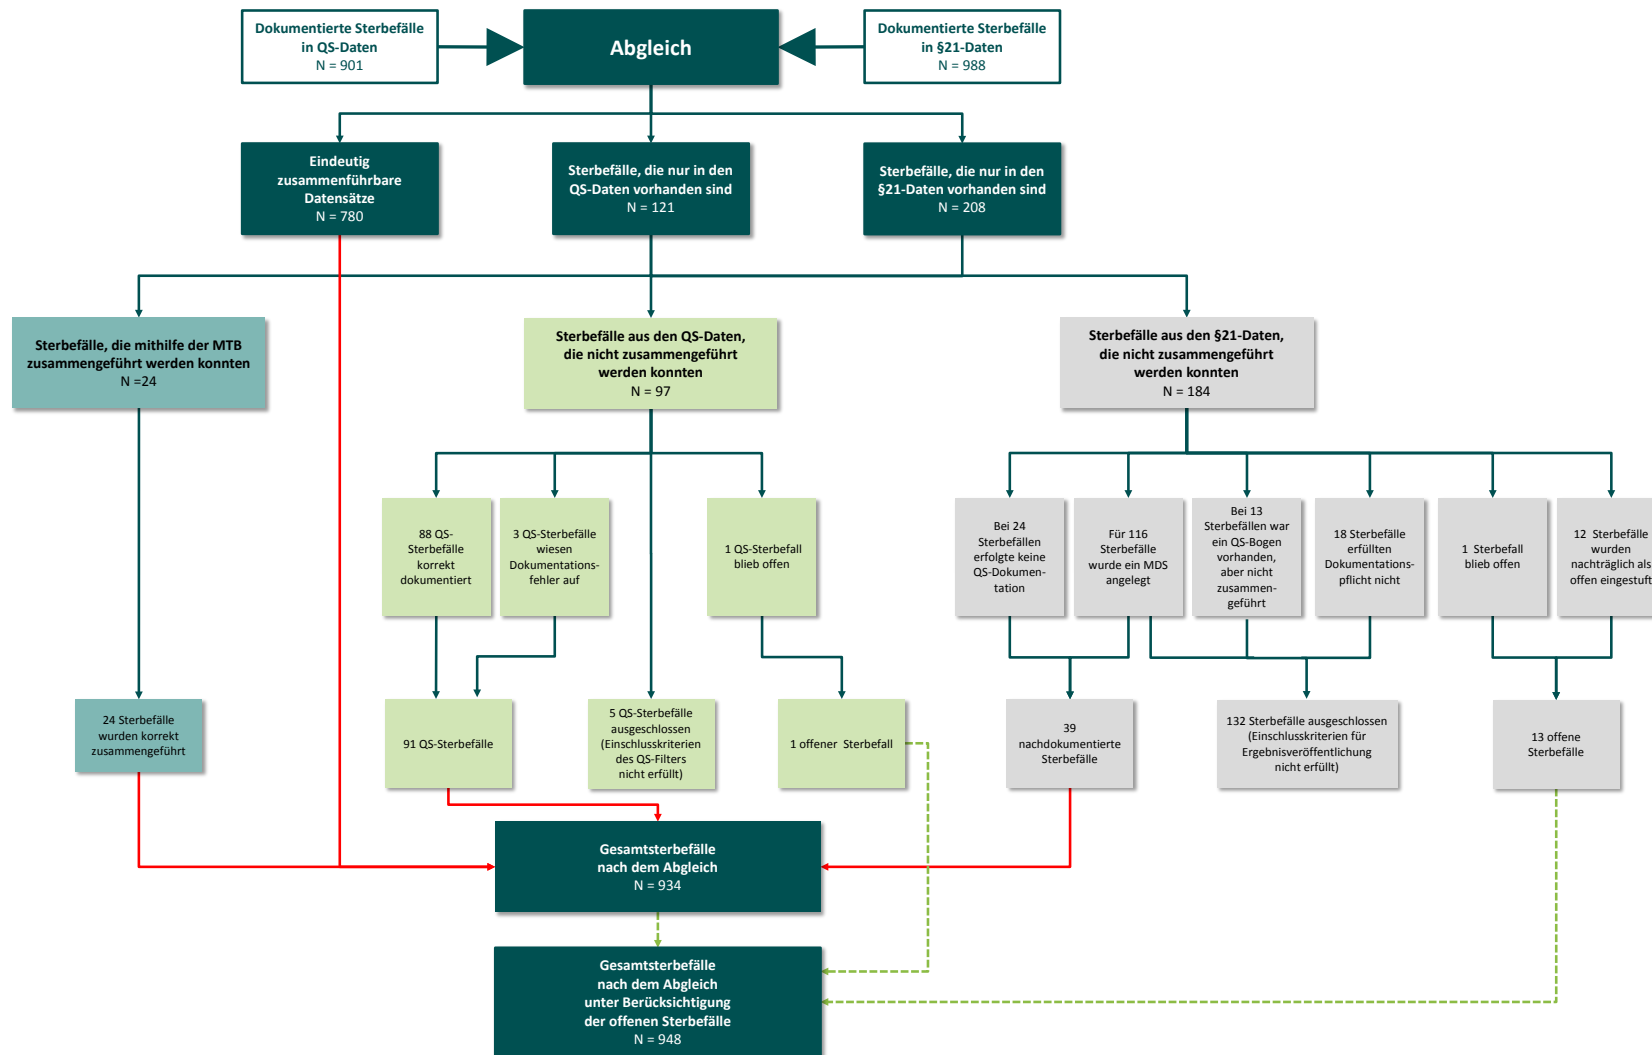 Dokumentierte Sterbefälle
in QS-Daten
N = 901
Abgleich
Dokumentierte Sterbefälle
in §21-Daten
N = 988
Eindeutig
zusammenführbare
Datensätze
N = 780
Sterbefälle, die nur in den
QS-Daten vorhanden sind
N = 121
Sterbefälle, die nur in den
§21-Daten vorhanden sind
N = 208
Sterbefälle, die mithilfe der MTB
zusammengeführt werden konnten
N =24
Sterbefälle aus den QS-Daten,
die nicht zusammengeführt
werden konnten
N = 97
Sterbefälle aus den §21-Daten,
die nicht zusammengeführt
werden konnten
N = 184
88 QS-
Sterbefälle
korrekt
dokumentiert
3 QS-Sterbefälle
wiesen
Dokumentations-
fehler auf
1 QS-Sterbefall
blieb offen
Bei 24
Sterbefällen
erfolgte keine
QS-Dokumen-
tation
Für 116
Sterbefälle
wurde ein MDS
angelegt
Bei 13
Sterbefällen war
ein QS-Bogen
vorhanden,
aber nicht
zusammen-
geführt
18 Sterbefälle
erfüllten
Dokumentations-
pflicht nicht
1 Sterbefall
blieb offen
12 Sterbefälle
wurden
nachträglich als
offen eingestuft
24 Sterbefälle
wurden korrekt
zusammengeführt
91 QS-Sterbefälle
5 QS-Sterbefälle
ausgeschlossen
(Einschlusskriterien
des QS-Filters
nicht erfüllt)
1 offener Sterbefall
39
nachdokumentierte
Sterbefälle
132 Sterbefälle ausgeschlossen
(Einschlusskriterien für
Ergebnisveröffentlichung
nicht erfüllt)
13 offene
Sterbefälle
Gesamtsterbefälle
nach dem Abgleich
N = 934
Gesamtsterbefälle
nach dem Abgleich
unter Berücksichtigung
der offenen Sterbefälle
N = 948